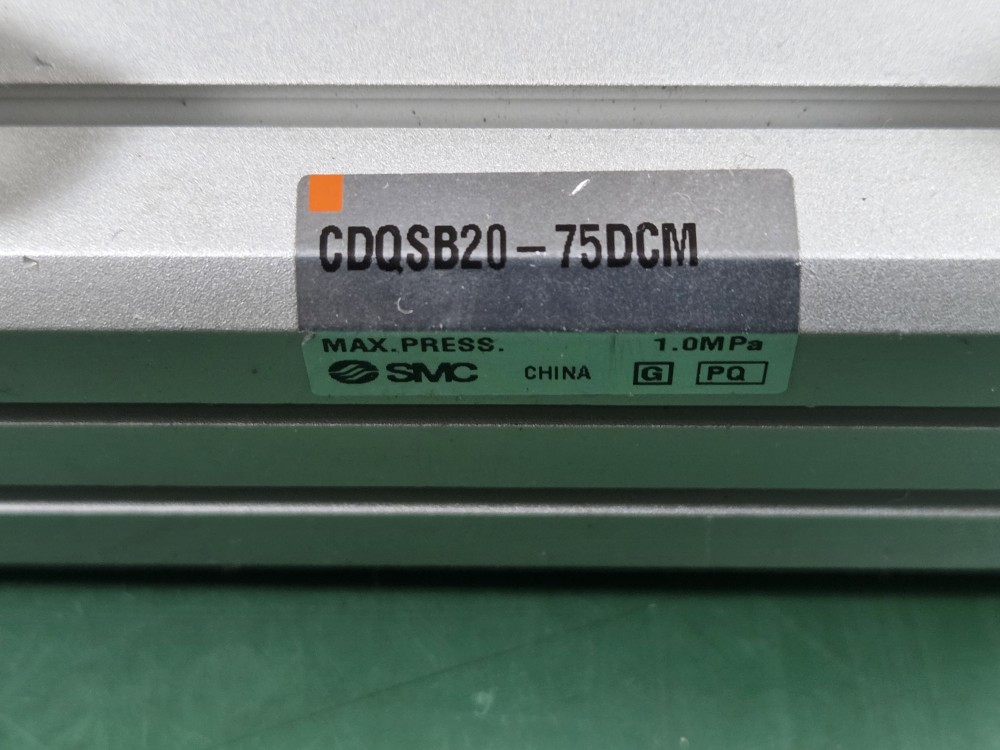 CDQSB20-75DCM
MAX.PRESS. 1.0MPa
SMC CHINA G PQ